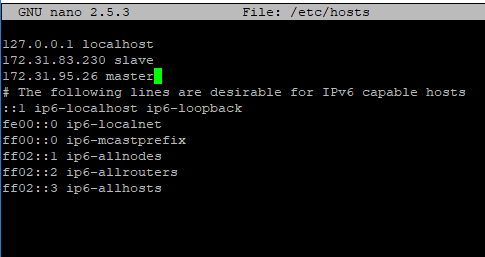 GNU nano 2.5.3 File: /etc/hosts
127.0.0.1 localhost
172.31.83.230 slave
172.31.95.26 master
# The following lines are desirable for IPv6 capable hosts
::1 ip6-localhost ip6-loopback
fe00::0 ip6-localnet
ff00::0 ip6-mcastprefix
ff02::1 ip6-allnodes
ff02::2 ip6-allrouters
ff02::3 ip6-allhosts